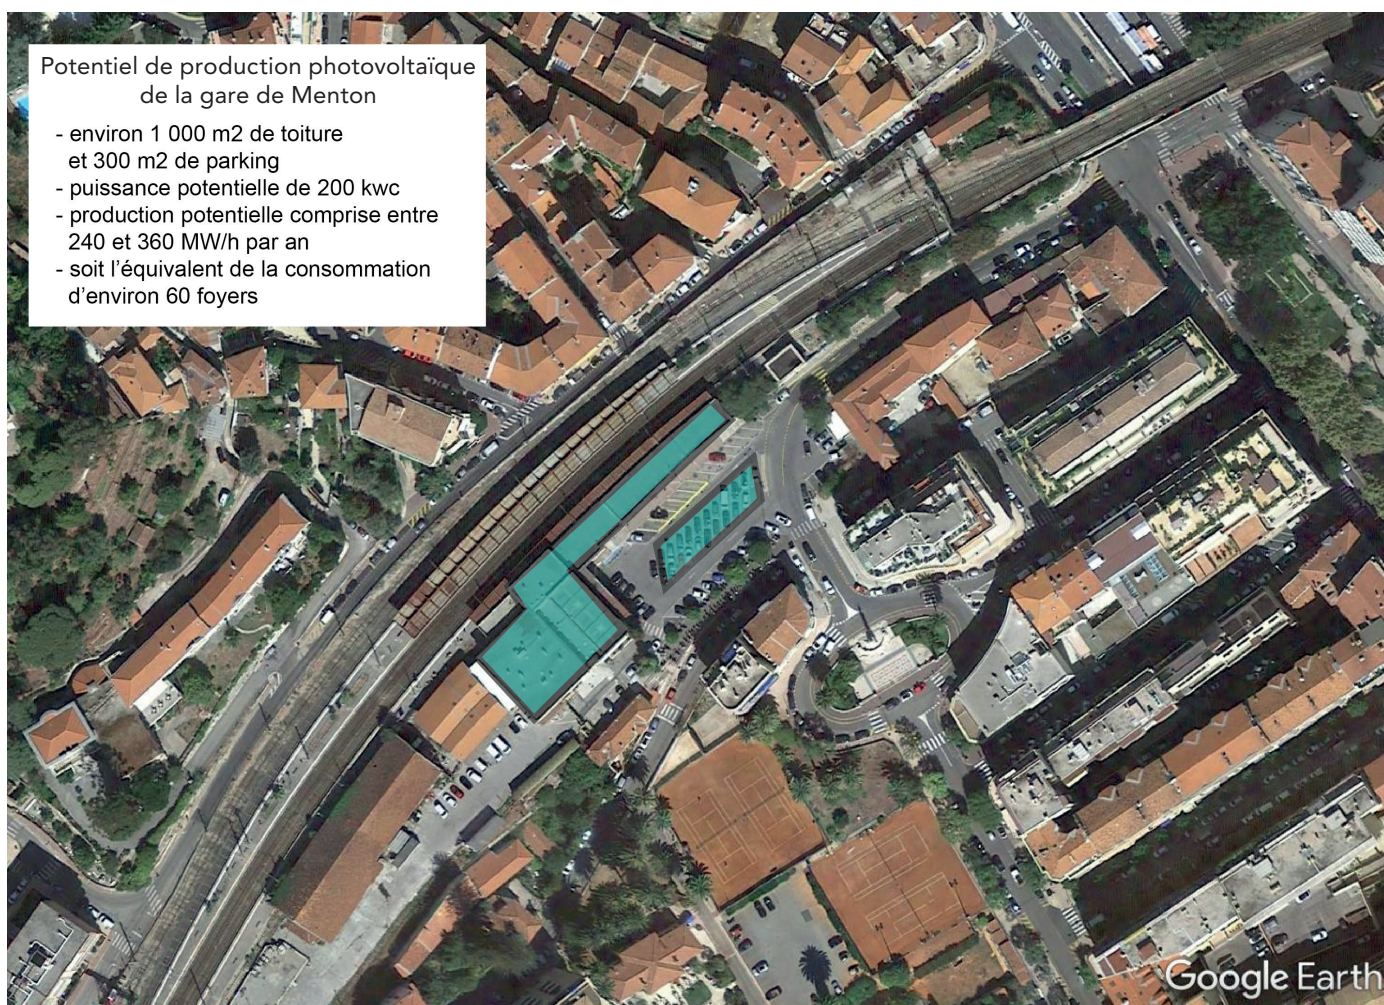 Potentiel de production photovoltaïque
de la gare de Menton
- environ 1 000 m2 de toiture
et 300 m2 de parking
- puissance potentielle de 200 kwc
- production potentielle comprise entre
240 et 360 MW/h par an
- soit l'équivalent de la consommation
d'environ 60 foyers
Google Earth